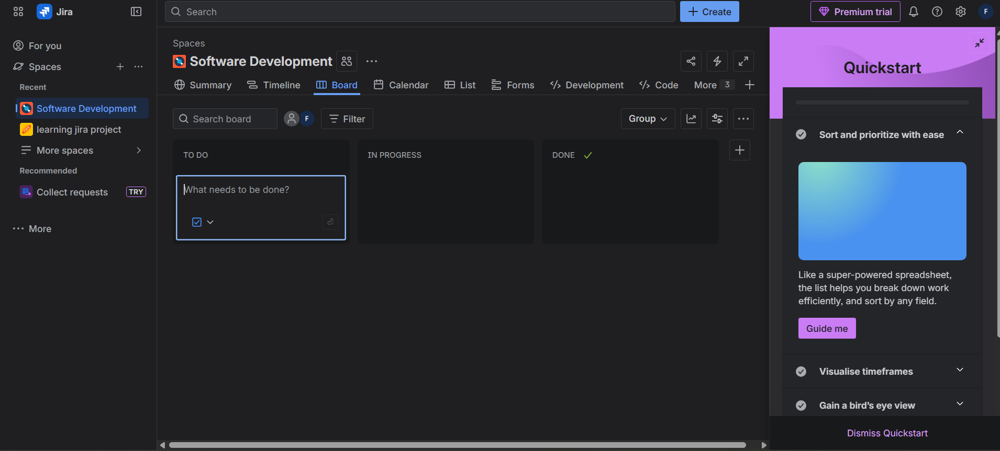 Jira
Search
Create
Premium trial
F
For you
Spaces
Recent
Software Development
learning jira project
More spaces
Recommended
Collect requests TRY
More
Spaces
Software Development
Summary Timeline Board Calendar List Forms Development Code More 3
Search board F Filter Group
TO DO IN PROGRESS DONE
What needs to be done?
Quickstart
Sort and prioritize with ease
Like a super-powered spreadsheet,
the list helps you break down work
efficiently, and sort by any field.
Guide me
Visualise timeframes
Gain a bird’s eye view
Dismiss Quickstart